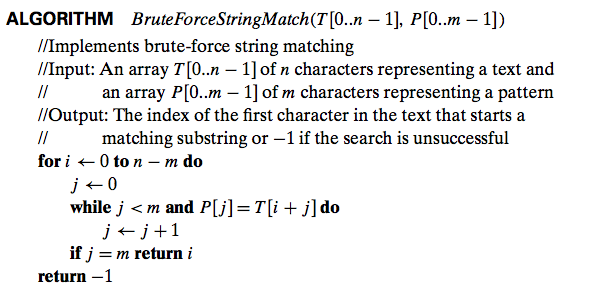 ALGORITHM BruteForceStringMatch(T[0..n − 1], P[0..m − 1])
//Implements brute-force string matching
//Input: An array T[0..n − 1] of n characters representing a text and
// an array P[0..m − 1] of m characters representing a pattern
//Output: The index of the first character in the text that starts a
// matching substring or −1 if the search is unsuccessful
for i ← 0 to n − m do
j ← 0
while j < m and P[j] = T[i + j] do
j ← j + 1
if j = m return i
return −1